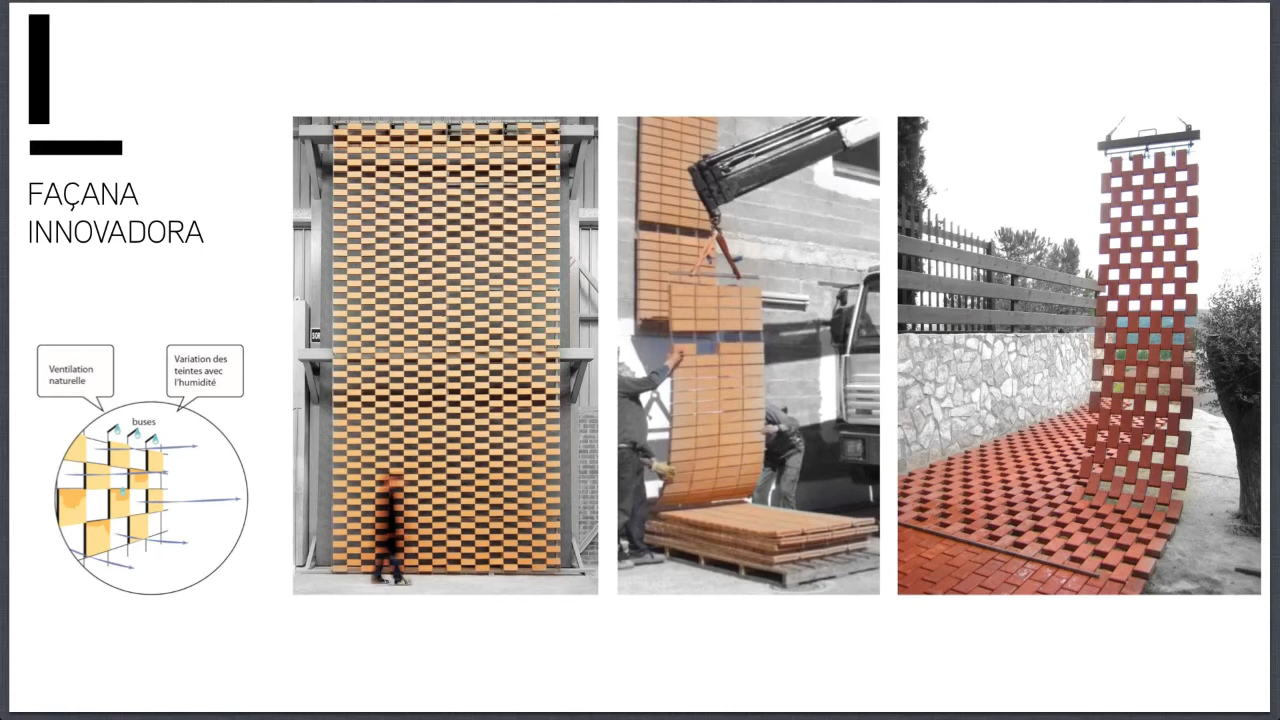 FAÇANA
INNOVADORA
Ventilation
naturelle
Variation des
teintes avec
l'humidité
buses